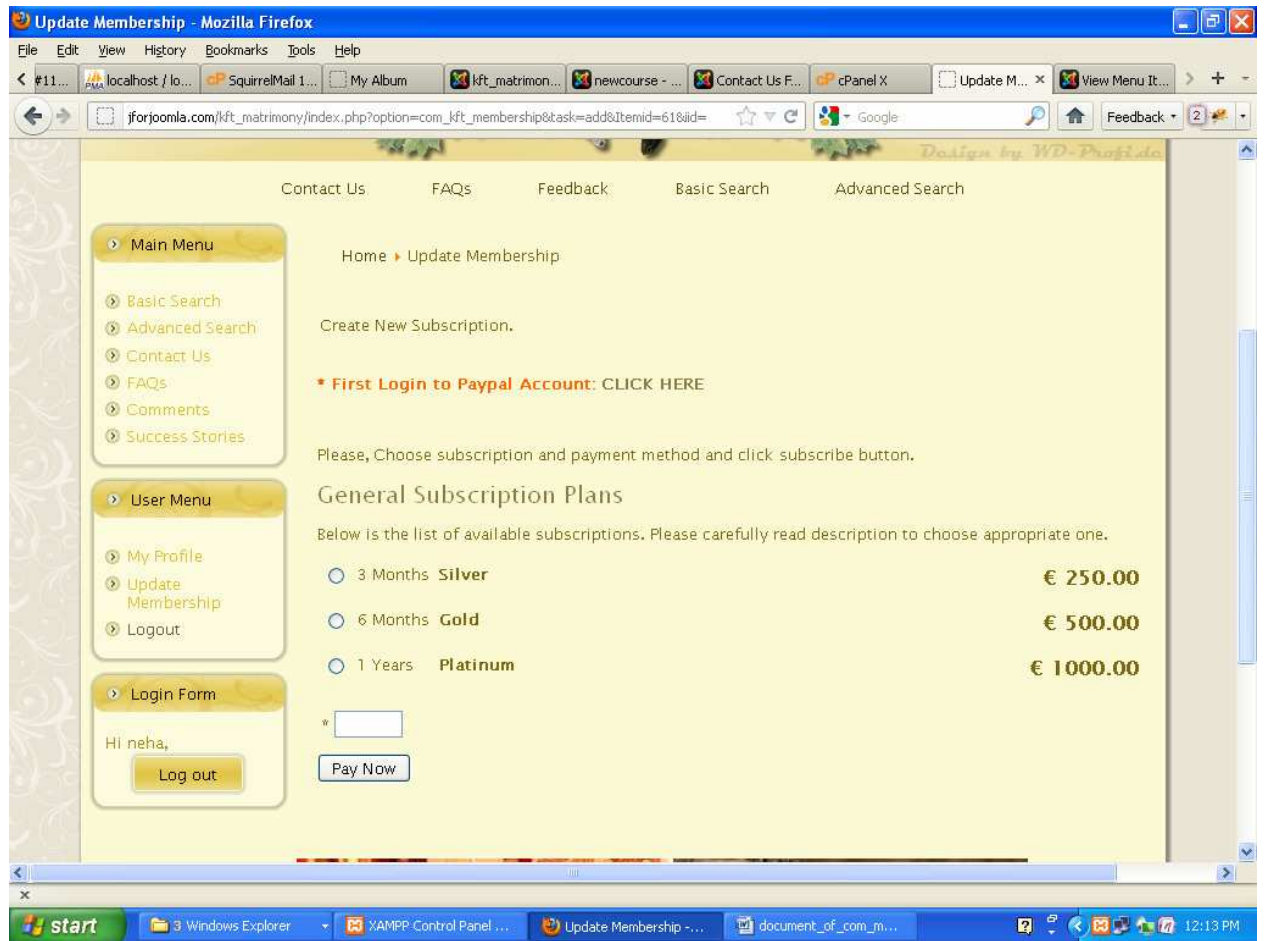 Update Membership - Mozilla Firefox
File Edit View History Bookmarks Tools Help
#11... localhost / lo... SquirrelMail 1... My Album kft_matrimon... newcourse - ... Contact Us F... cPanel X Update M... View Menu It...
jforjoomla.com/kft_matrimony/index.php?option=com_kft_membership&task=add&Itemid=61&iid= Google Feedback 2
Design by WD-Profi.de
Contact Us FAQs Feedback Basic Search Advanced Search
Main Menu
Basic Search
Advanced Search
Contact Us
FAQs
Comments
Success Stories
User Menu
My Profile
Update
Membership
Logout
Login Form
Hi neha,
Log out
Home Update Membership
Create New Subscription.
* First Login to Paypal Account: CLICK HERE
Please, Choose subscription and payment method and click subscribe button.
General Subscription Plans
Below is the list of available subscriptions. Please carefully read description to choose appropriate one.
3 Months Silver € 250.00
6 Months Gold € 500.00
1 Years Platinum € 1000.00
*
Pay Now
start 3 Windows Explorer XAMPP Control Panel ... Update Membership -... document_of_com_m... 12:13 PM